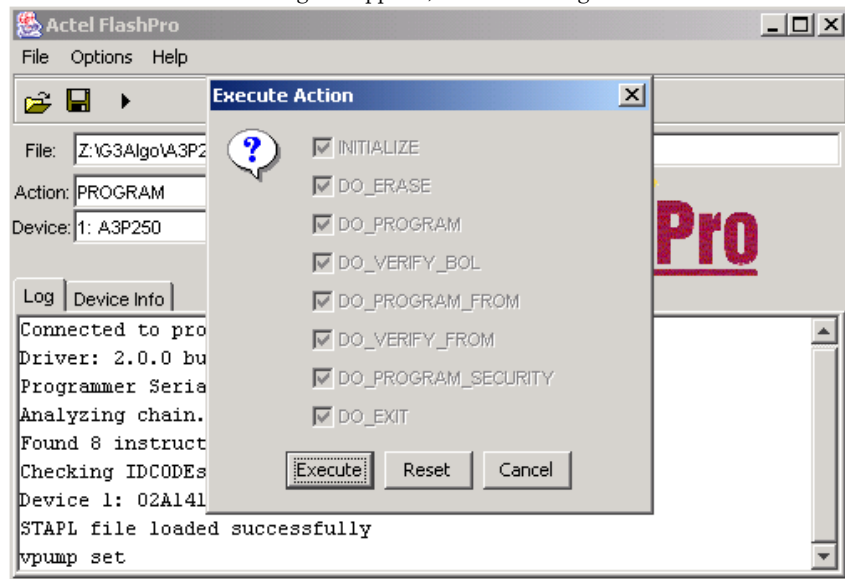 Actel FlashPro
File Options Help
Execute Action
File: Z:\G3Algo\A3P2
Action: PROGRAM
Device: 1: A3P250
Pro
INITIALIZE
DO_ERASE
DO_PROGRAM
DO_VERIFY_BOL
DO_PROGRAM_FROM
DO_VERIFY_FROM
DO_PROGRAM_SECURITY
DO_EXIT
Execute Reset Cancel
Log Device Info
Connected to pro
Driver: 2.0.0 bu
Programmer Seria
Analyzing chain.
Found 8 instruct
Checking IDCODEs
Device 1: 02A141
STAPL file loaded successfully
vpump set